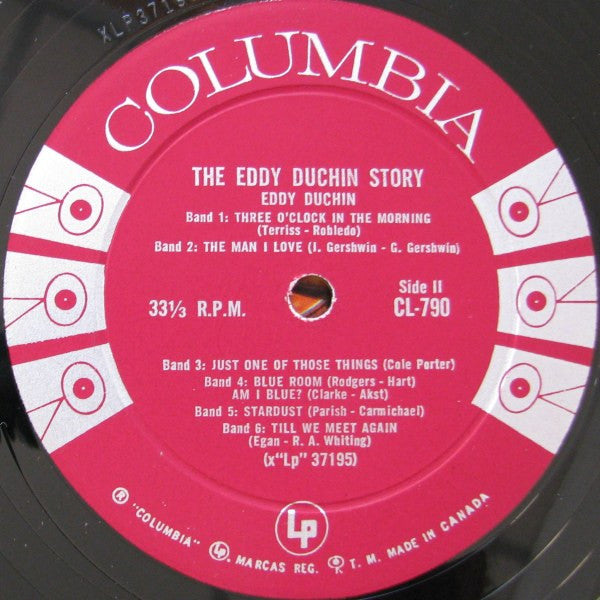 XLP3719
COLUMBIA
THE EDDY DUCHIN STORY
EDDY DUCHIN
Band 1: THREE O'CLOCK IN THE MORNING
(Terriss - Robledo)
Band 2: THE MAN I LOVE (I. Gershwin - G. Gershwin)
33⅓ R.P.M.
Side II
CL-790
Band 3: JUST ONE OF THOSE THINGS (Cole Porter)
Band 4: BLUE ROOM (Rodgers - Hart)
AM I BLUE? (Clarke - Akst)
Band 5: STARDUST (Parish - Carmichael)
Band 6: TILL WE MEET AGAIN
(Egan - R. A. Whiting)
(x"Lp" 37195)
Lp
® "COLUMBIA" MARCAS REG. T. M. MADE IN CANADA